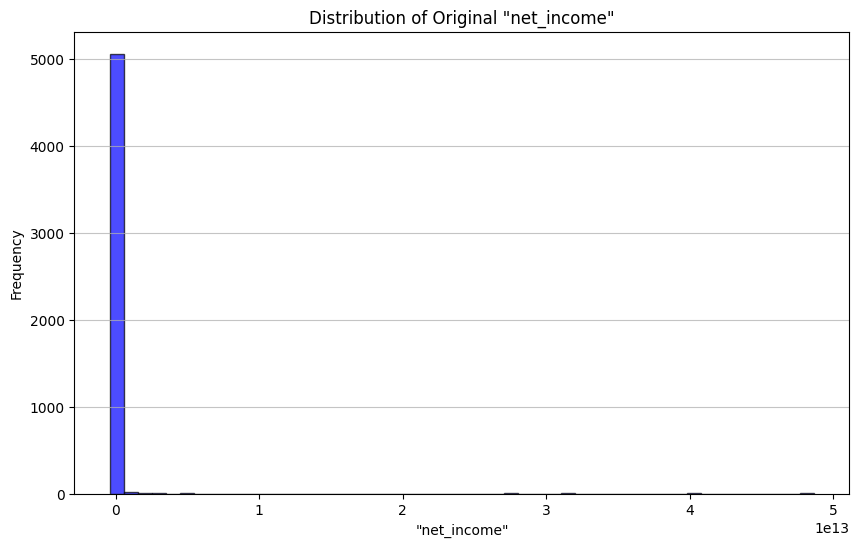 Distribution of Original "net_income"
Frequency
5000
4000
3000
2000
1000
0
0 1 2 3 4 5
1e13
"net_income"